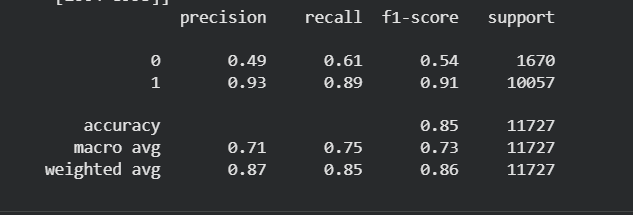 precision recall f1-score support
0 0.49 0.61 0.54 1670
1 0.93 0.89 0.91 10057
accuracy 0.85 11727
macro avg 0.71 0.75 0.73 11727
weighted avg 0.87 0.85 0.86 11727